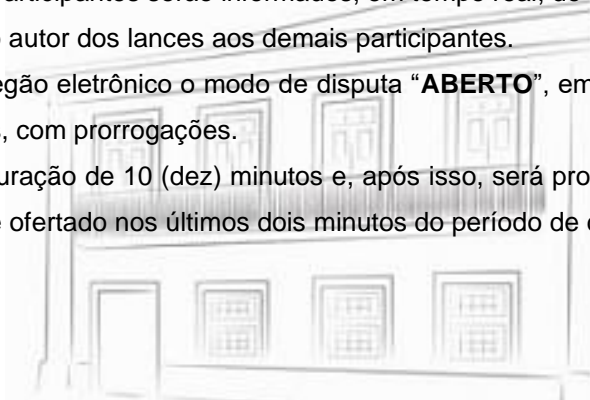 articipantes serão informados, em tempo real, do
o autor dos lances aos demais participantes.
egão eletrônico o modo de disputa “ABERTO”, em
, com prorrogações.
uração de 10 (dez) minutos e, após isso, será pro
ofertado nos últimos dois minutos do período de